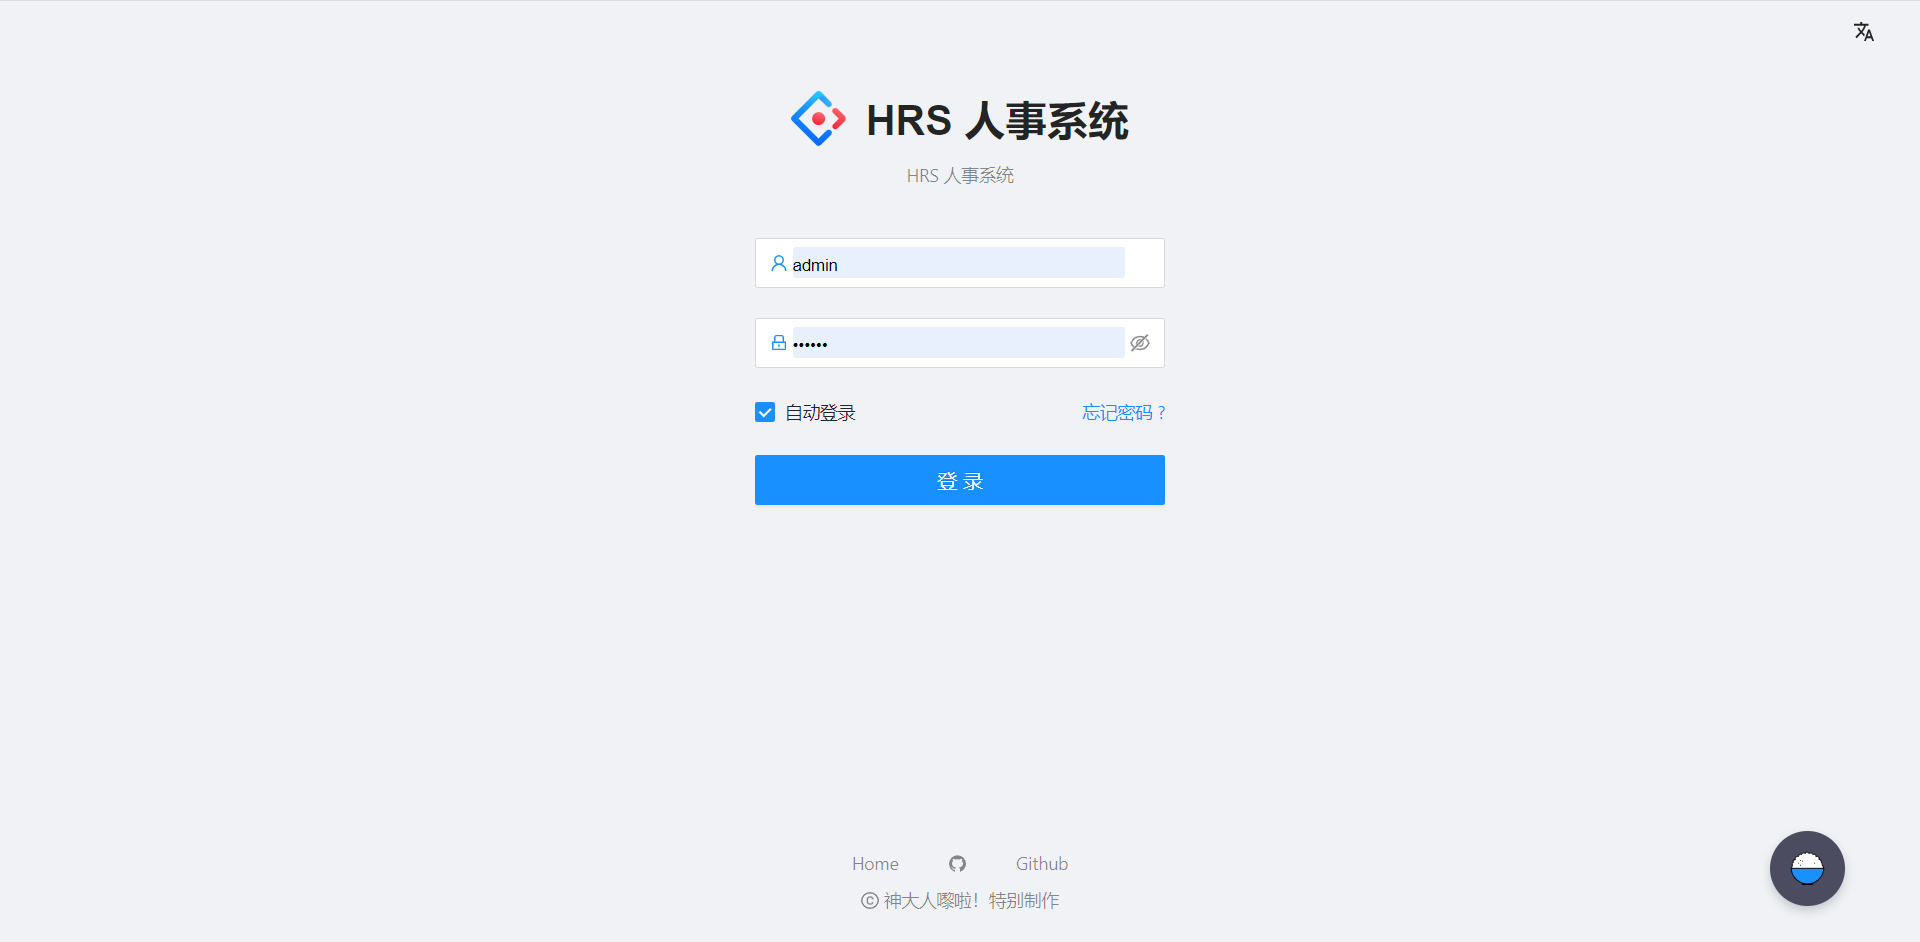 HRS 人事系统
HRS 人事系统
admin
••••••
自动登录
忘记密码 ?
登 录
Home
Github
© 神大人嚟啦！特别制作